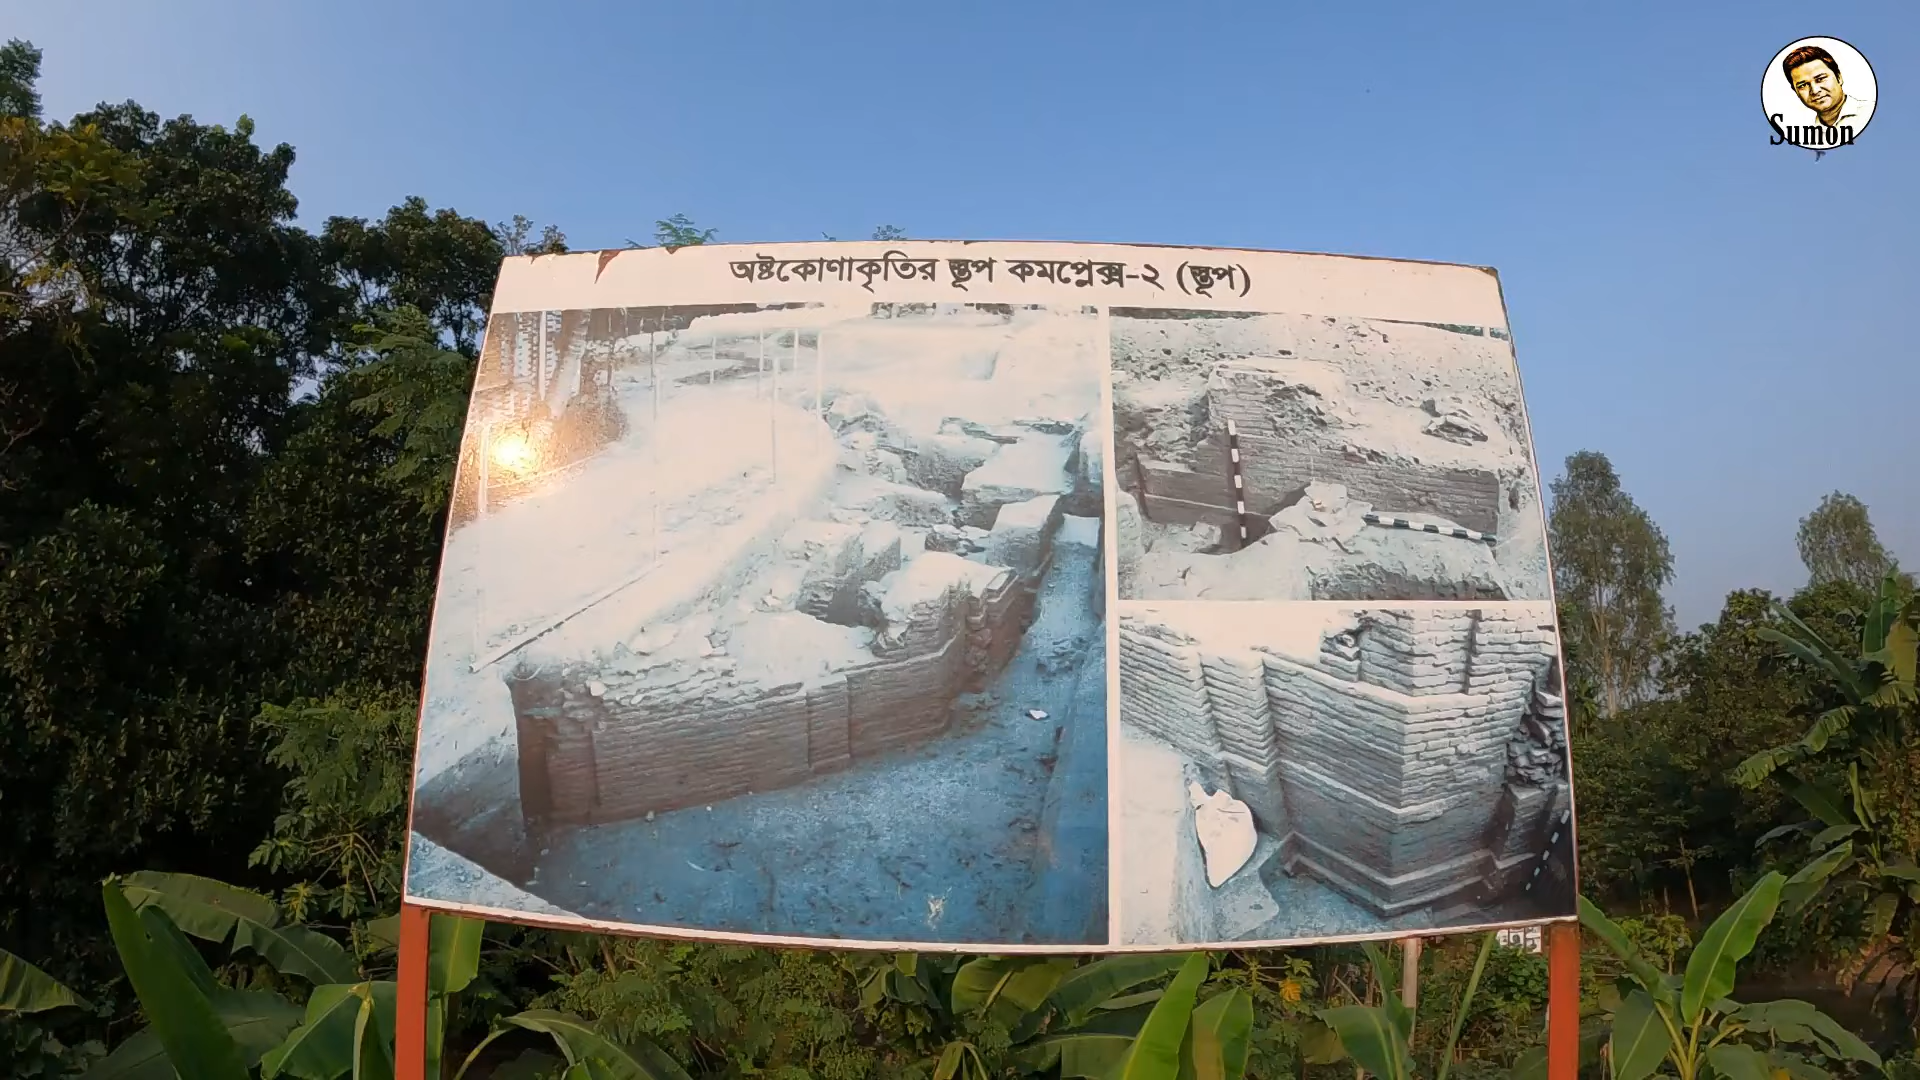 Sumon
অষ্টকোণাকৃতির স্তূপ কমপ্লেক্স-২ (স্তূপ)